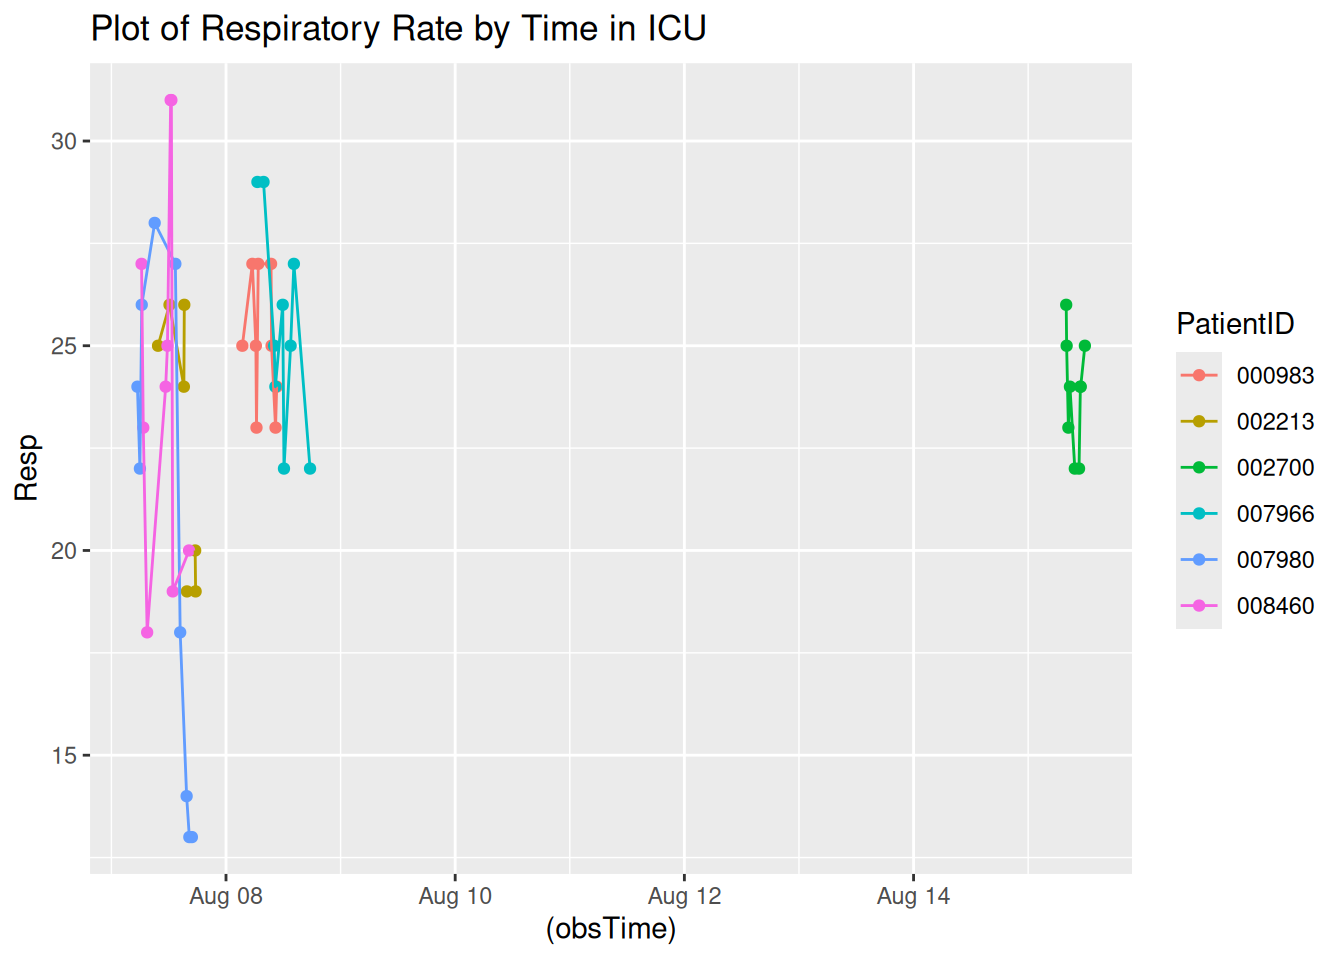 Plot of Respiratory Rate by Time in ICU
Resp
30
25
20
15
Aug 08
Aug 10
Aug 12
Aug 14
(obsTime)
PatientID
000983
002213
002700
007966
007980
008460